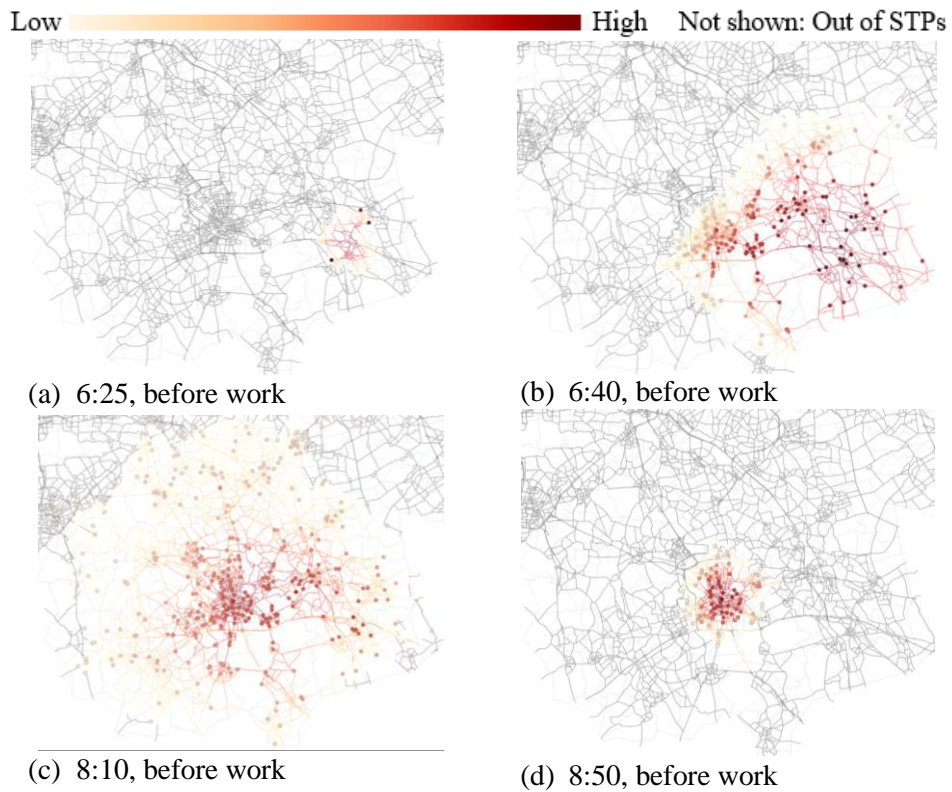 Low High Not shown: Out of STPs
(a) 6:25, before work
(b) 6:40, before work
(c) 8:10, before work
(d) 8:50, before work